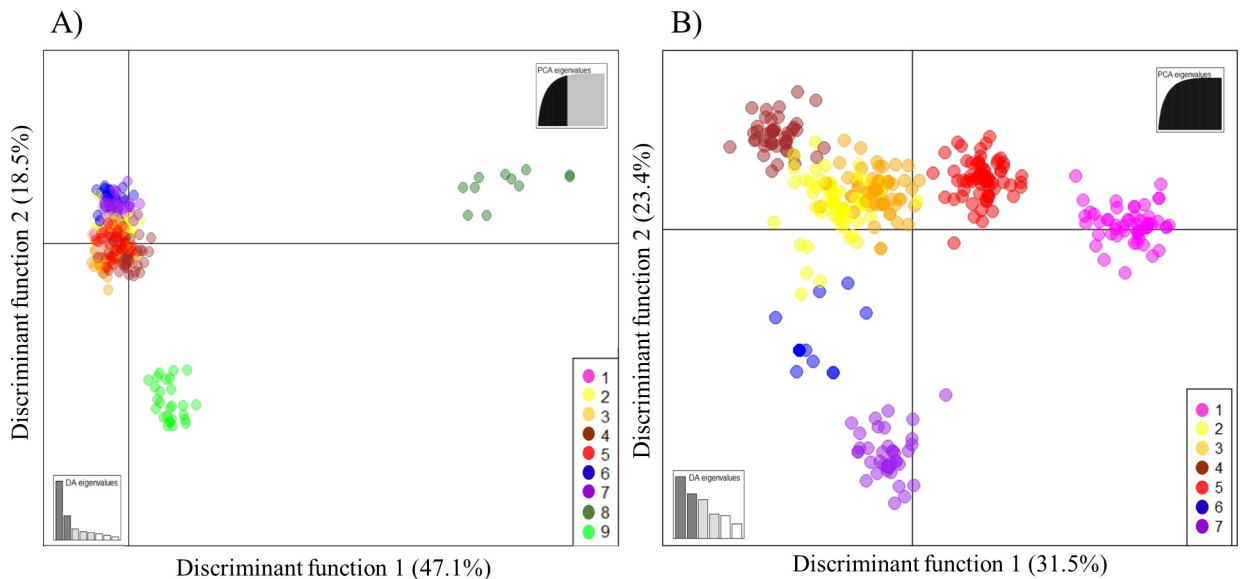 A)
PCA eigenvalues
Discriminant function 2 (18.5%)
1
2
3
4
5
6
7
8
9
DA eigenvalues
Discriminant function 1 (47.1%)
B)
PCA eigenvalues
Discriminant function 2 (23.4%)
1
2
3
4
5
6
7
DA eigenvalues
Discriminant function 1 (31.5%)